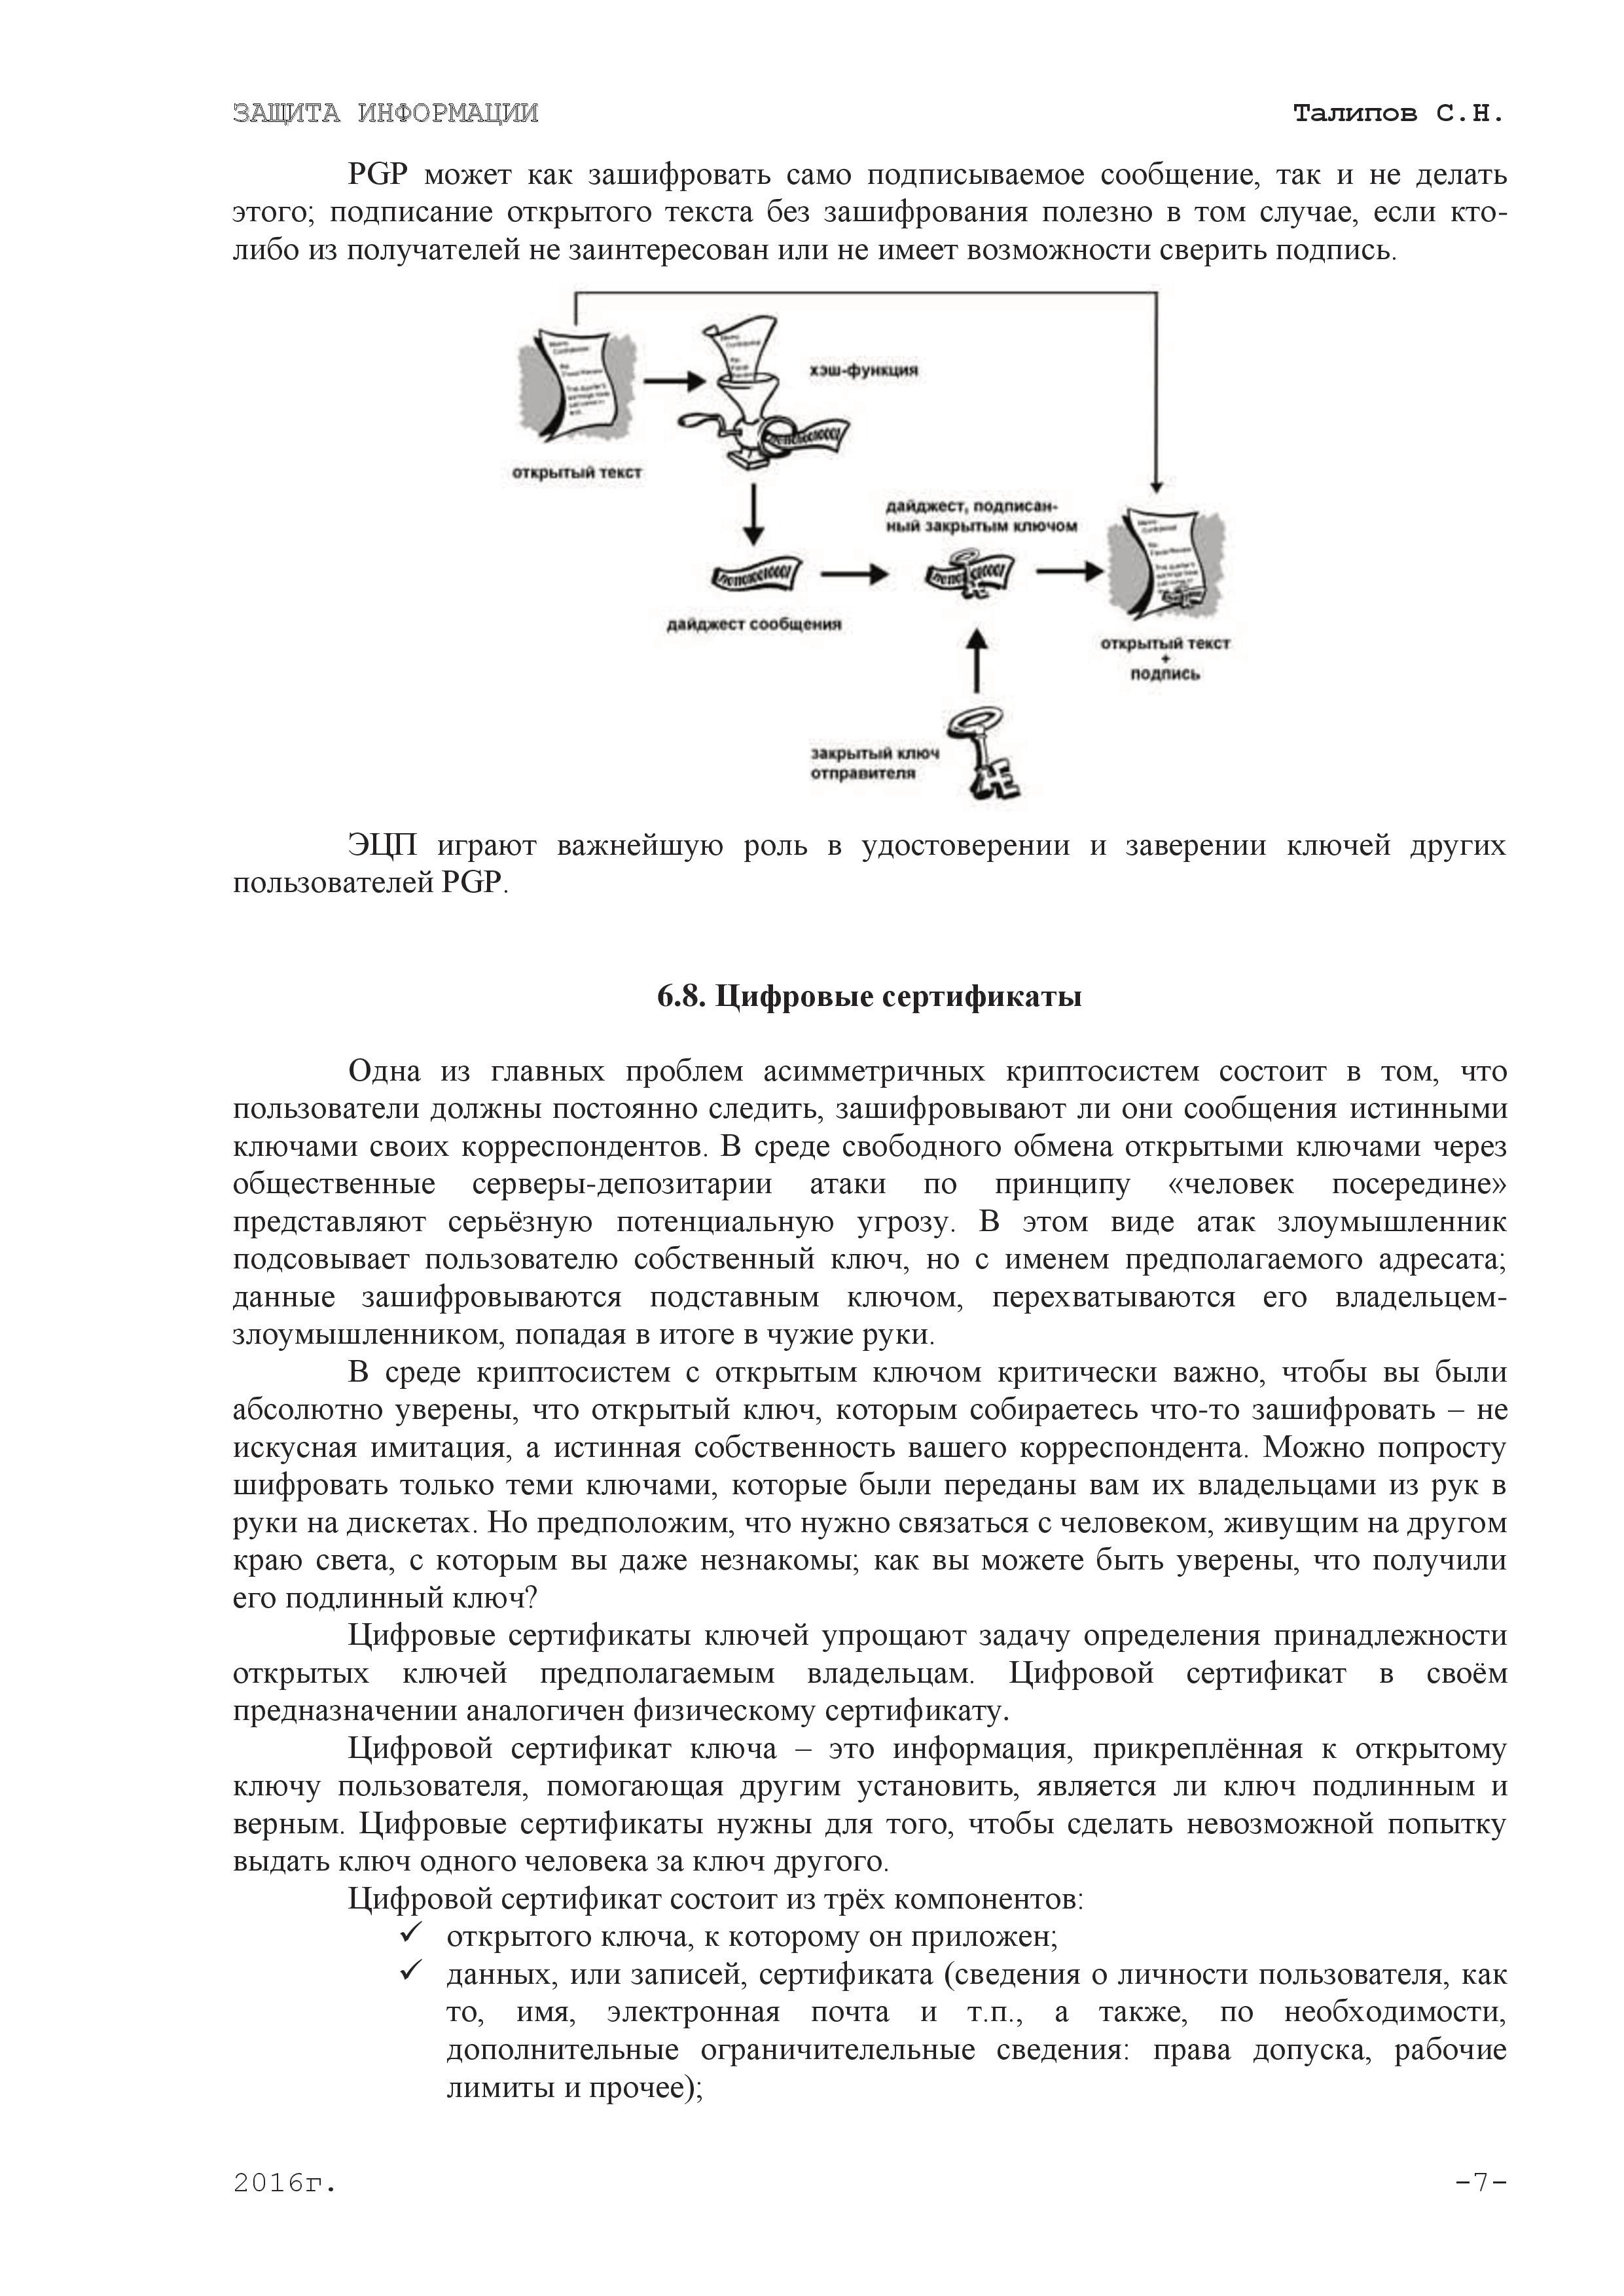 ЗАЩИТА ИНФОРМАЦИИ Талипов С.Н.
PGP может как зашифровать само подписываемое сообщение, так и не делать
этого; подписание открытого текста без зашифрования полезно в том случае, если кто-
либо из получателей не заинтересован или не имеет возможности сверить подпись.
хэш-функция
открытый текст
дайджест, подписан-
ный закрытым ключом
дайджест сообщения
открытый текст
+
подпись
закрытый ключ
отправителя
ЭЦП играют важнейшую роль в удостоверении и заверении ключей других
пользователей PGP.
6.8. Цифровые сертификаты
Одна из главных проблем асимметричных криптосистем состоит в том, что
пользователи должны постоянно следить, зашифровывают ли они сообщения истинными
ключами своих корреспондентов. В среде свободного обмена открытыми ключами через
общественные серверы-депозитарии атаки по принципу «человек посередине»
представляют серьёзную потенциальную угрозу. В этом виде атак злоумышленник
подсовывает пользователю собственный ключ, но с именем предполагаемого адресата;
данные зашифровываются подставным ключом, перехватываются его владельцем-
злоумышленником, попадая в итоге в чужие руки.
В среде криптосистем с открытым ключом критически важно, чтобы вы были
абсолютно уверены, что открытый ключ, которым собираетесь что-то зашифровать – не
искусная имитация, а истинная собственность вашего корреспондента. Можно попросту
шифровать только теми ключами, которые были переданы вам их владельцами из рук в
руки на дискетах. Но предположим, что нужно связаться с человеком, живущим на другом
краю света, с которым вы даже незнакомы; как вы можете быть уверены, что получили
его подлинный ключ?
Цифровые сертификаты ключей упрощают задачу определения принадлежности
открытых ключей предполагаемым владельцам. Цифровой сертификат в своём
предназначении аналогичен физическому сертификату.
Цифровой сертификат ключа – это информация, прикреплённая к открытому
ключу пользователя, помогающая другим установить, является ли ключ подлинным и
верным. Цифровые сертификаты нужны для того, чтобы сделать невозможной попытку
выдать ключ одного человека за ключ другого.
Цифровой сертификат состоит из трёх компонентов:
✓ открытого ключа, к которому он приложен;
✓ данных, или записей, сертификата (сведения о личности пользователя, как
то, имя, электронная почта и т.п., а также, по необходимости,
дополнительные ограничителельные сведения: права допуска, рабочие
лимиты и прочее);
2016г. -7-